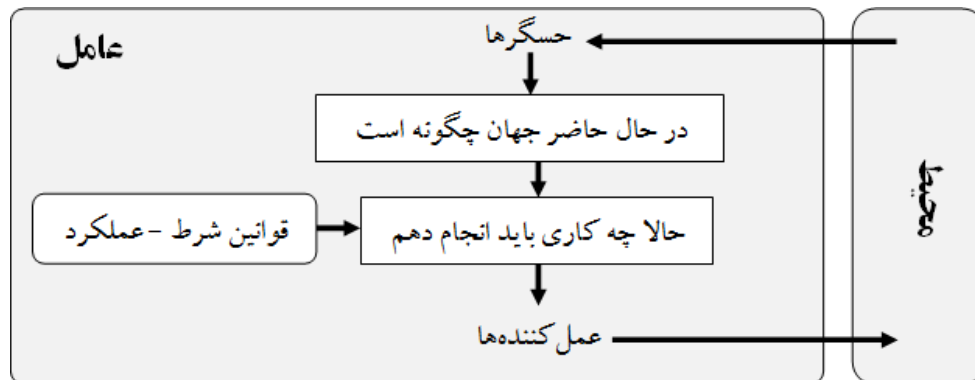 عامل
حسگرها
در حال حاضر جهان چگونه است
حالا چه کاری باید انجام دهم
قوانین شرط -عملکرد
عمل‌کننده‌ها
محیط